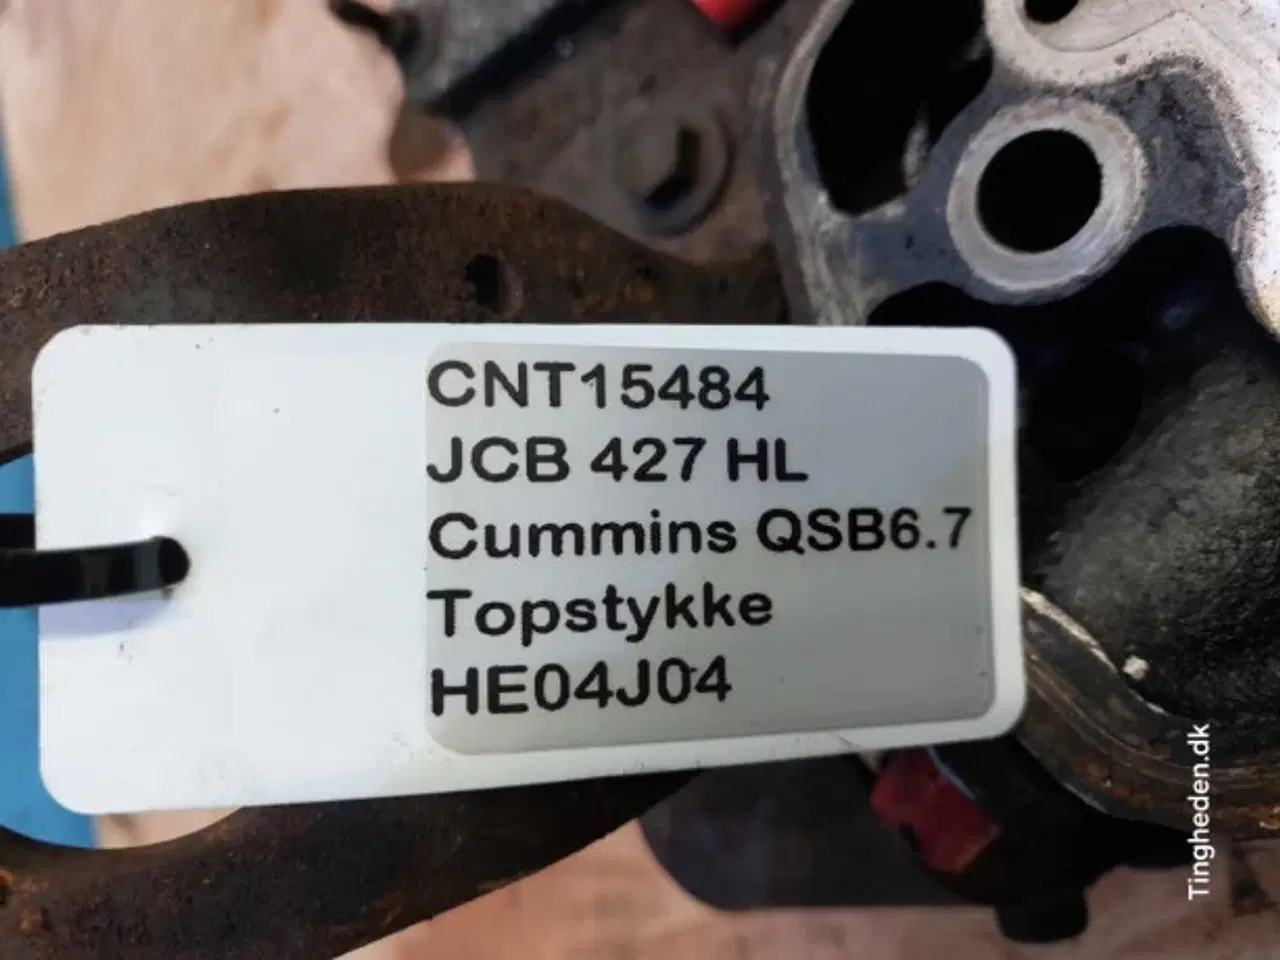 CNT15484
JCB 427 HL
Cummins QSB6.7
Topstykke
HE04J04
Tingheden.dk